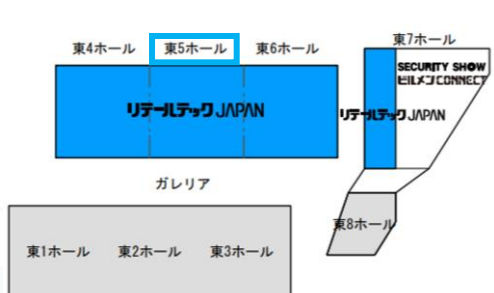 東4ホール 東5ホール 東6ホール
東7ホール
SECURITY SHOW
ビルメンCONNECT
リテールテックJAPAN
リテールテックJAPAN
ガレリア
東8ホール
東1ホール 東2ホール 東3ホール